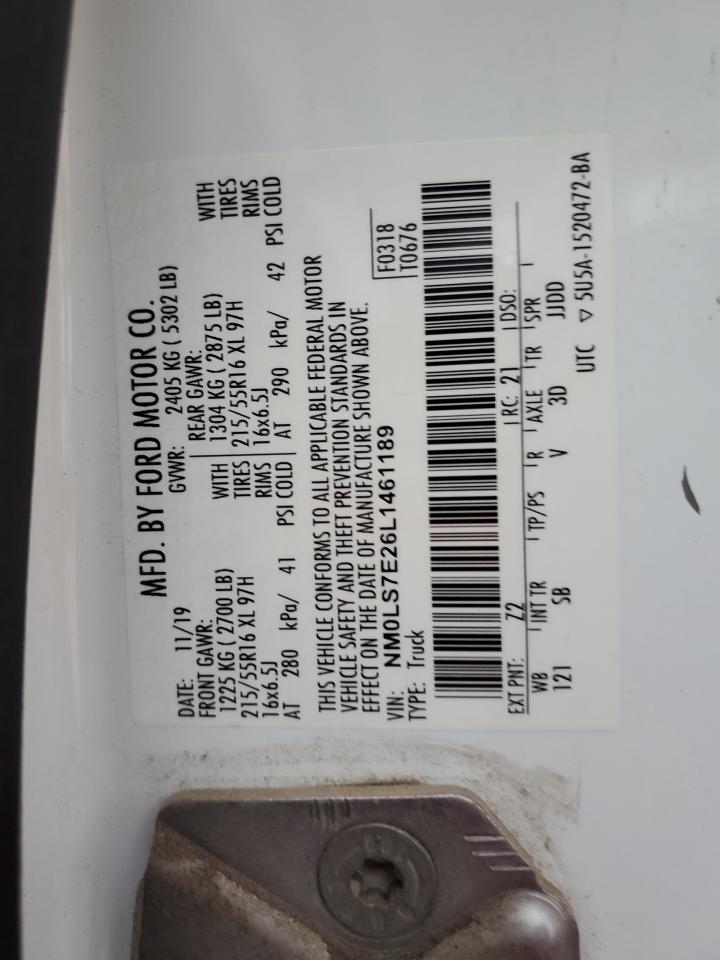 MFD. BY FORD MOTOR CO.
DATE: 11/19 GVWR: 2405 KG ( 5302 LB)
FRONT GAWR: REAR GAWR:
1225 KG ( 2700 LB) WITH 1304 KG ( 2875 LB) WITH
215/55R16 XL 97H TIRES 215/55R16 XL 97H TIRES
16x6.5J RIMS 16x6.5J RIMS
AT 280 kPa/ 41 PSI COLD AT 290 kPa/ 42 PSI COLD
THIS VEHICLE CONFORMS TO ALL APPLICABLE FEDERAL MOTOR
VEHICLE SAFETY AND THEFT PREVENTION STANDARDS IN
EFFECT ON THE DATE OF MANUFACTURE SHOWN ABOVE.
VIN: NM0LS7E26L1461189 F0318
TYPE: Truck T0676
EXT PNT: Z2 RC: 21 DSO:
WB INT TR TP/PS R AXLE TR SPR
121 SB V 3D JJDD
UTC ▽ 5U5A-1520472-BA